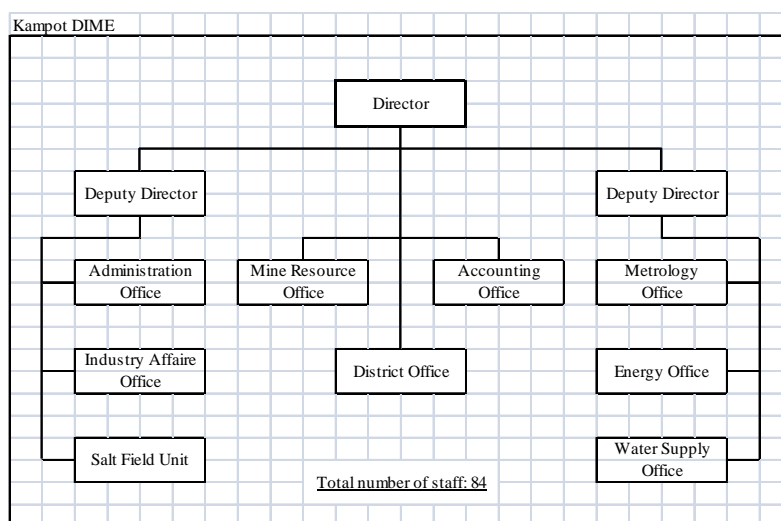 Kampot DIME
Director
Deputy Director
Deputy Director
Administration
Office
Mine Resource
Office
Accounting
Office
Metrology
Office
Industry Affaire
Office
District Office
Energy Office
Salt Field Unit
Water Supply
Office
Total number of staff: 84